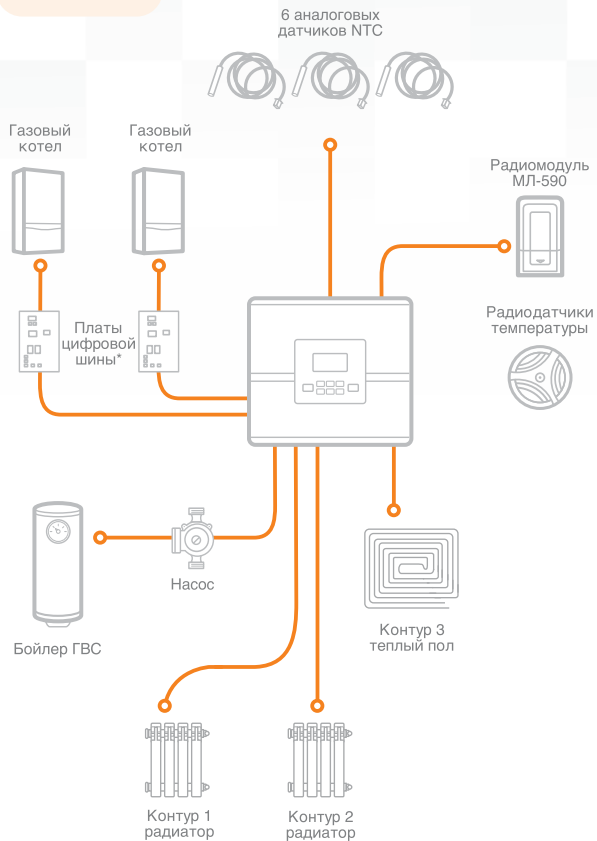 6 аналоговых
датчиков NTC
Газовый
котел
Газовый
котел
Радиомодуль
МЛ-590
Платы
цифровой
шины*
Радиодатчики
температуры
Насос
Бойлер ГВС
Контур 3
теплый пол
Контур 1
радиатор
Контур 2
радиатор